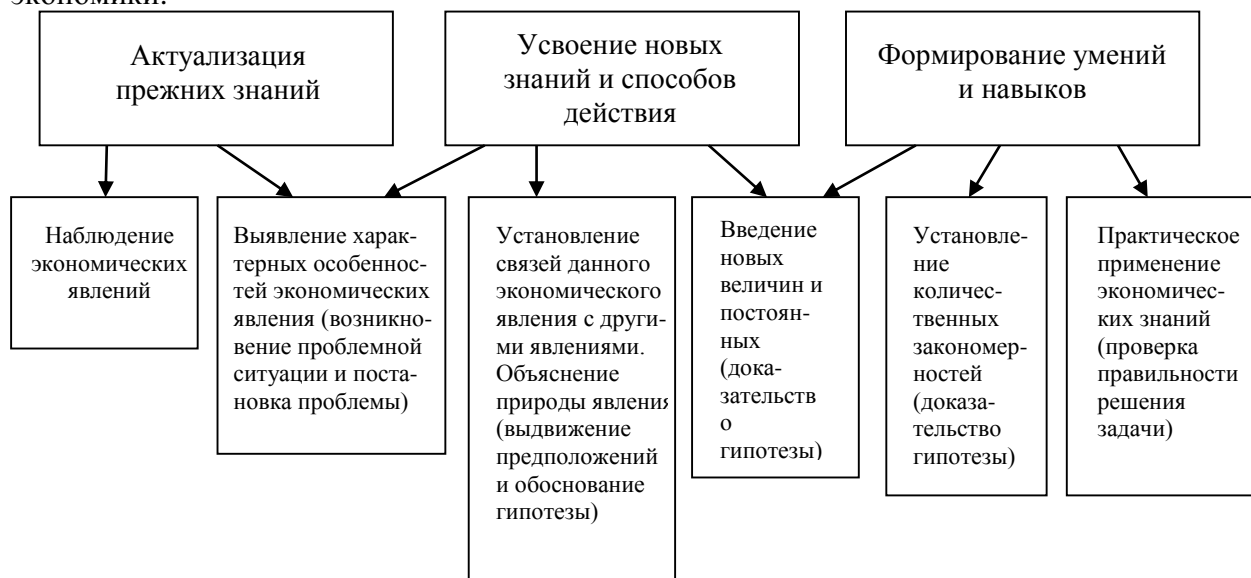 экономики.
Актуализация
прежних знаний
Усвоение новых
знаний и способов
действия
Формирование умений
и навыков
Наблюдение
экономических
явлений
Выявление харак-
терных особеннос-
тей экономических
явления (возникно-
вение проблемной
ситуации и поста-
новка проблемы)
Установление
связей данного
экономического
явления с други-
ми явлениями.
Объяснение
природы явления
(выдвижение
предположений
и обоснование
гипотезы)
Введение
новых
величин и
постоян-
ных
(дока-
зательств
о
гипотезы)
Установле-
ние
количес-
твенных
закономер-
ностей
(доказа-
тельство
гипотезы)
Практическое
применение
экономичес-
ких знаний
(проверка
правильности
решения
задачи)